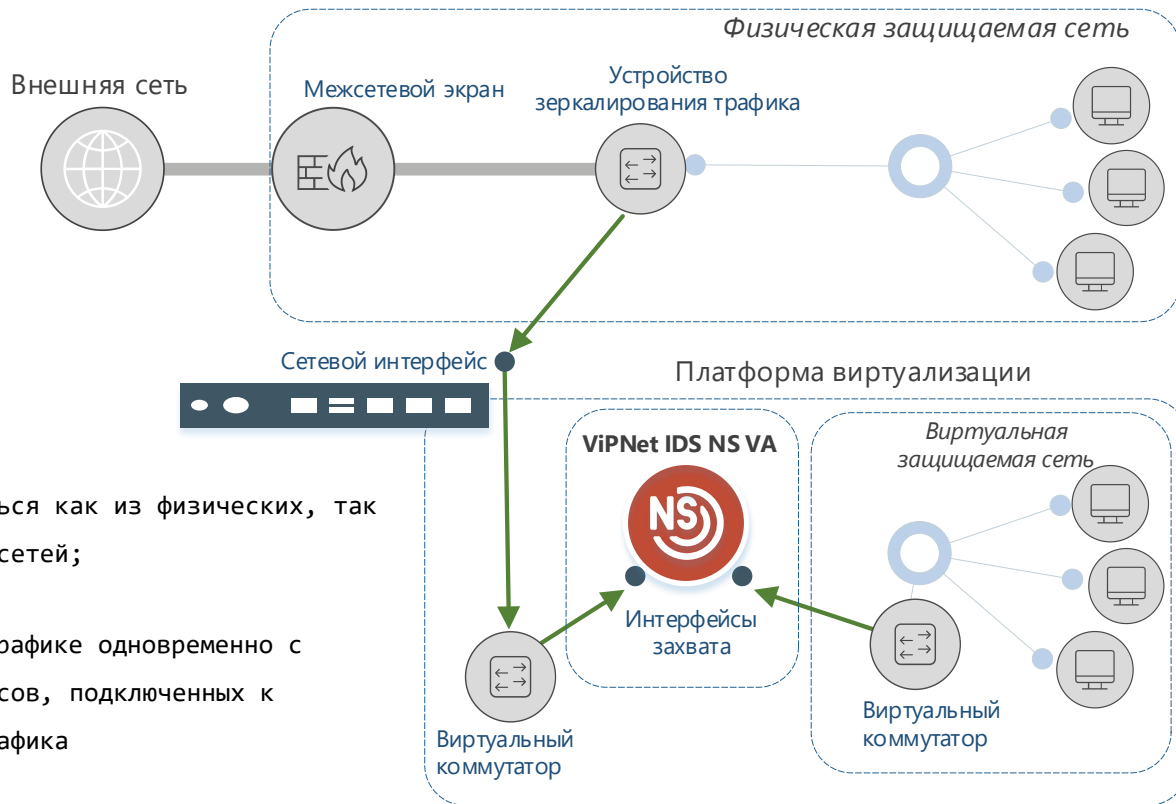 Физическая защищаемая сеть
Внешняя сеть
Межсетевой экран
Устройство
зеркалирования трафика
Сетевой интерфейс
Платформа виртуализации
ViPNet IDS NS VA
NS
Интерфейсы
захвата
Виртуальная
защищаемая сеть
Виртуальный
коммутатор
Виртуальный
коммутатор
ься как из физических, так
сетей;
рафике одновременно с
сов, подключенных к
афика